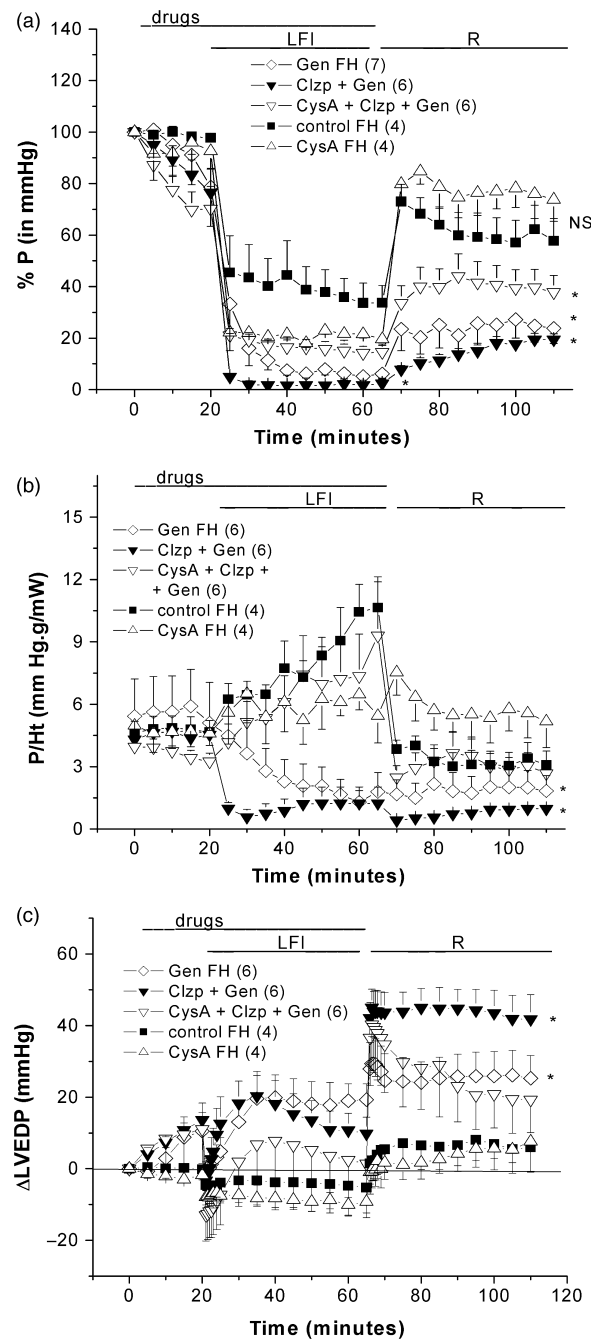 (a)
drugs
LFI
R
Gen FH (7)
Clzp + Gen (6)
CysA + Clzp + Gen (6)
control FH (4)
CysA FH (4)
% P (in mmHg)
140
120
100
80
60
40
20
0
NS
*
*
*
*
0 20 40 60 80 100
Time (minutes)
(b)
drugs
LFI
R
Gen FH (6)
Clzp + Gen (6)
CysA + Clzp +
+ Gen (6)
control FH (4)
CysA FH (4)
P/Ht (mm Hg.g/mW)
15
12
9
6
3
0
*
*
0 20 40 60 80 100
Time (minutes)
(c)
drugs
LFI
R
Gen FH (6)
Clzp + Gen (6)
CysA + Clzp + Gen (6)
control FH (4)
CysA FH (4)
ΔLVEDP (mmHg)
60
40
20
0
−20
*
*
0 20 40 60 80 100 120
Time (minutes)